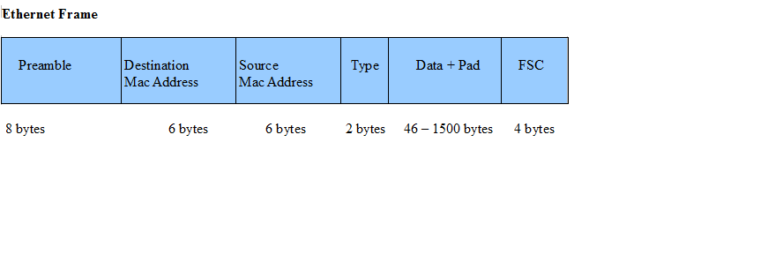 Ethernet Frame
Preamble
Destination
Mac Address
Source
Mac Address
Type
Data + Pad
FSC
8 bytes
6 bytes
6 bytes
2 bytes
46 – 1500 bytes
4 bytes